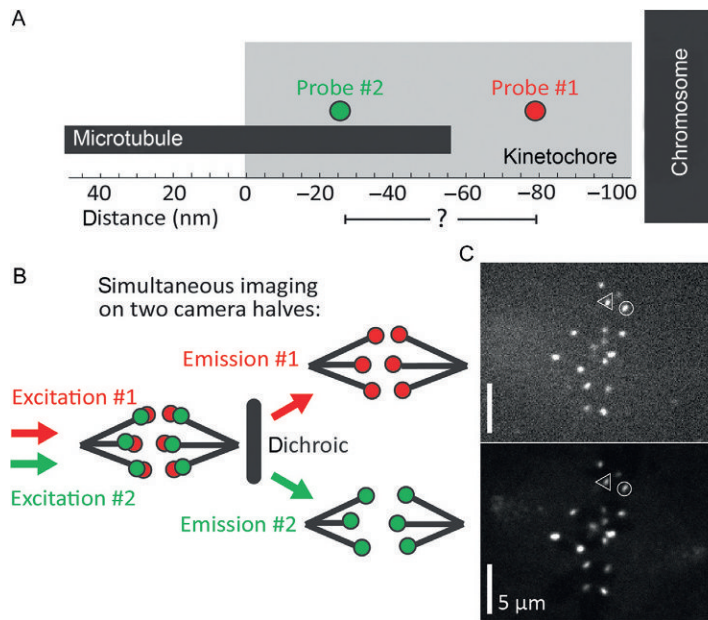 A
Probe #2
Probe #1
Microtubule
Kinetochore
Chromosome
40 20 0 −20 −40 −60 −80 −100
Distance (nm)
?
B
Simultaneous imaging
on two camera halves:
Emission #1
Excitation #1
Dichroic
Excitation #2
Emission #2
C
5 µm